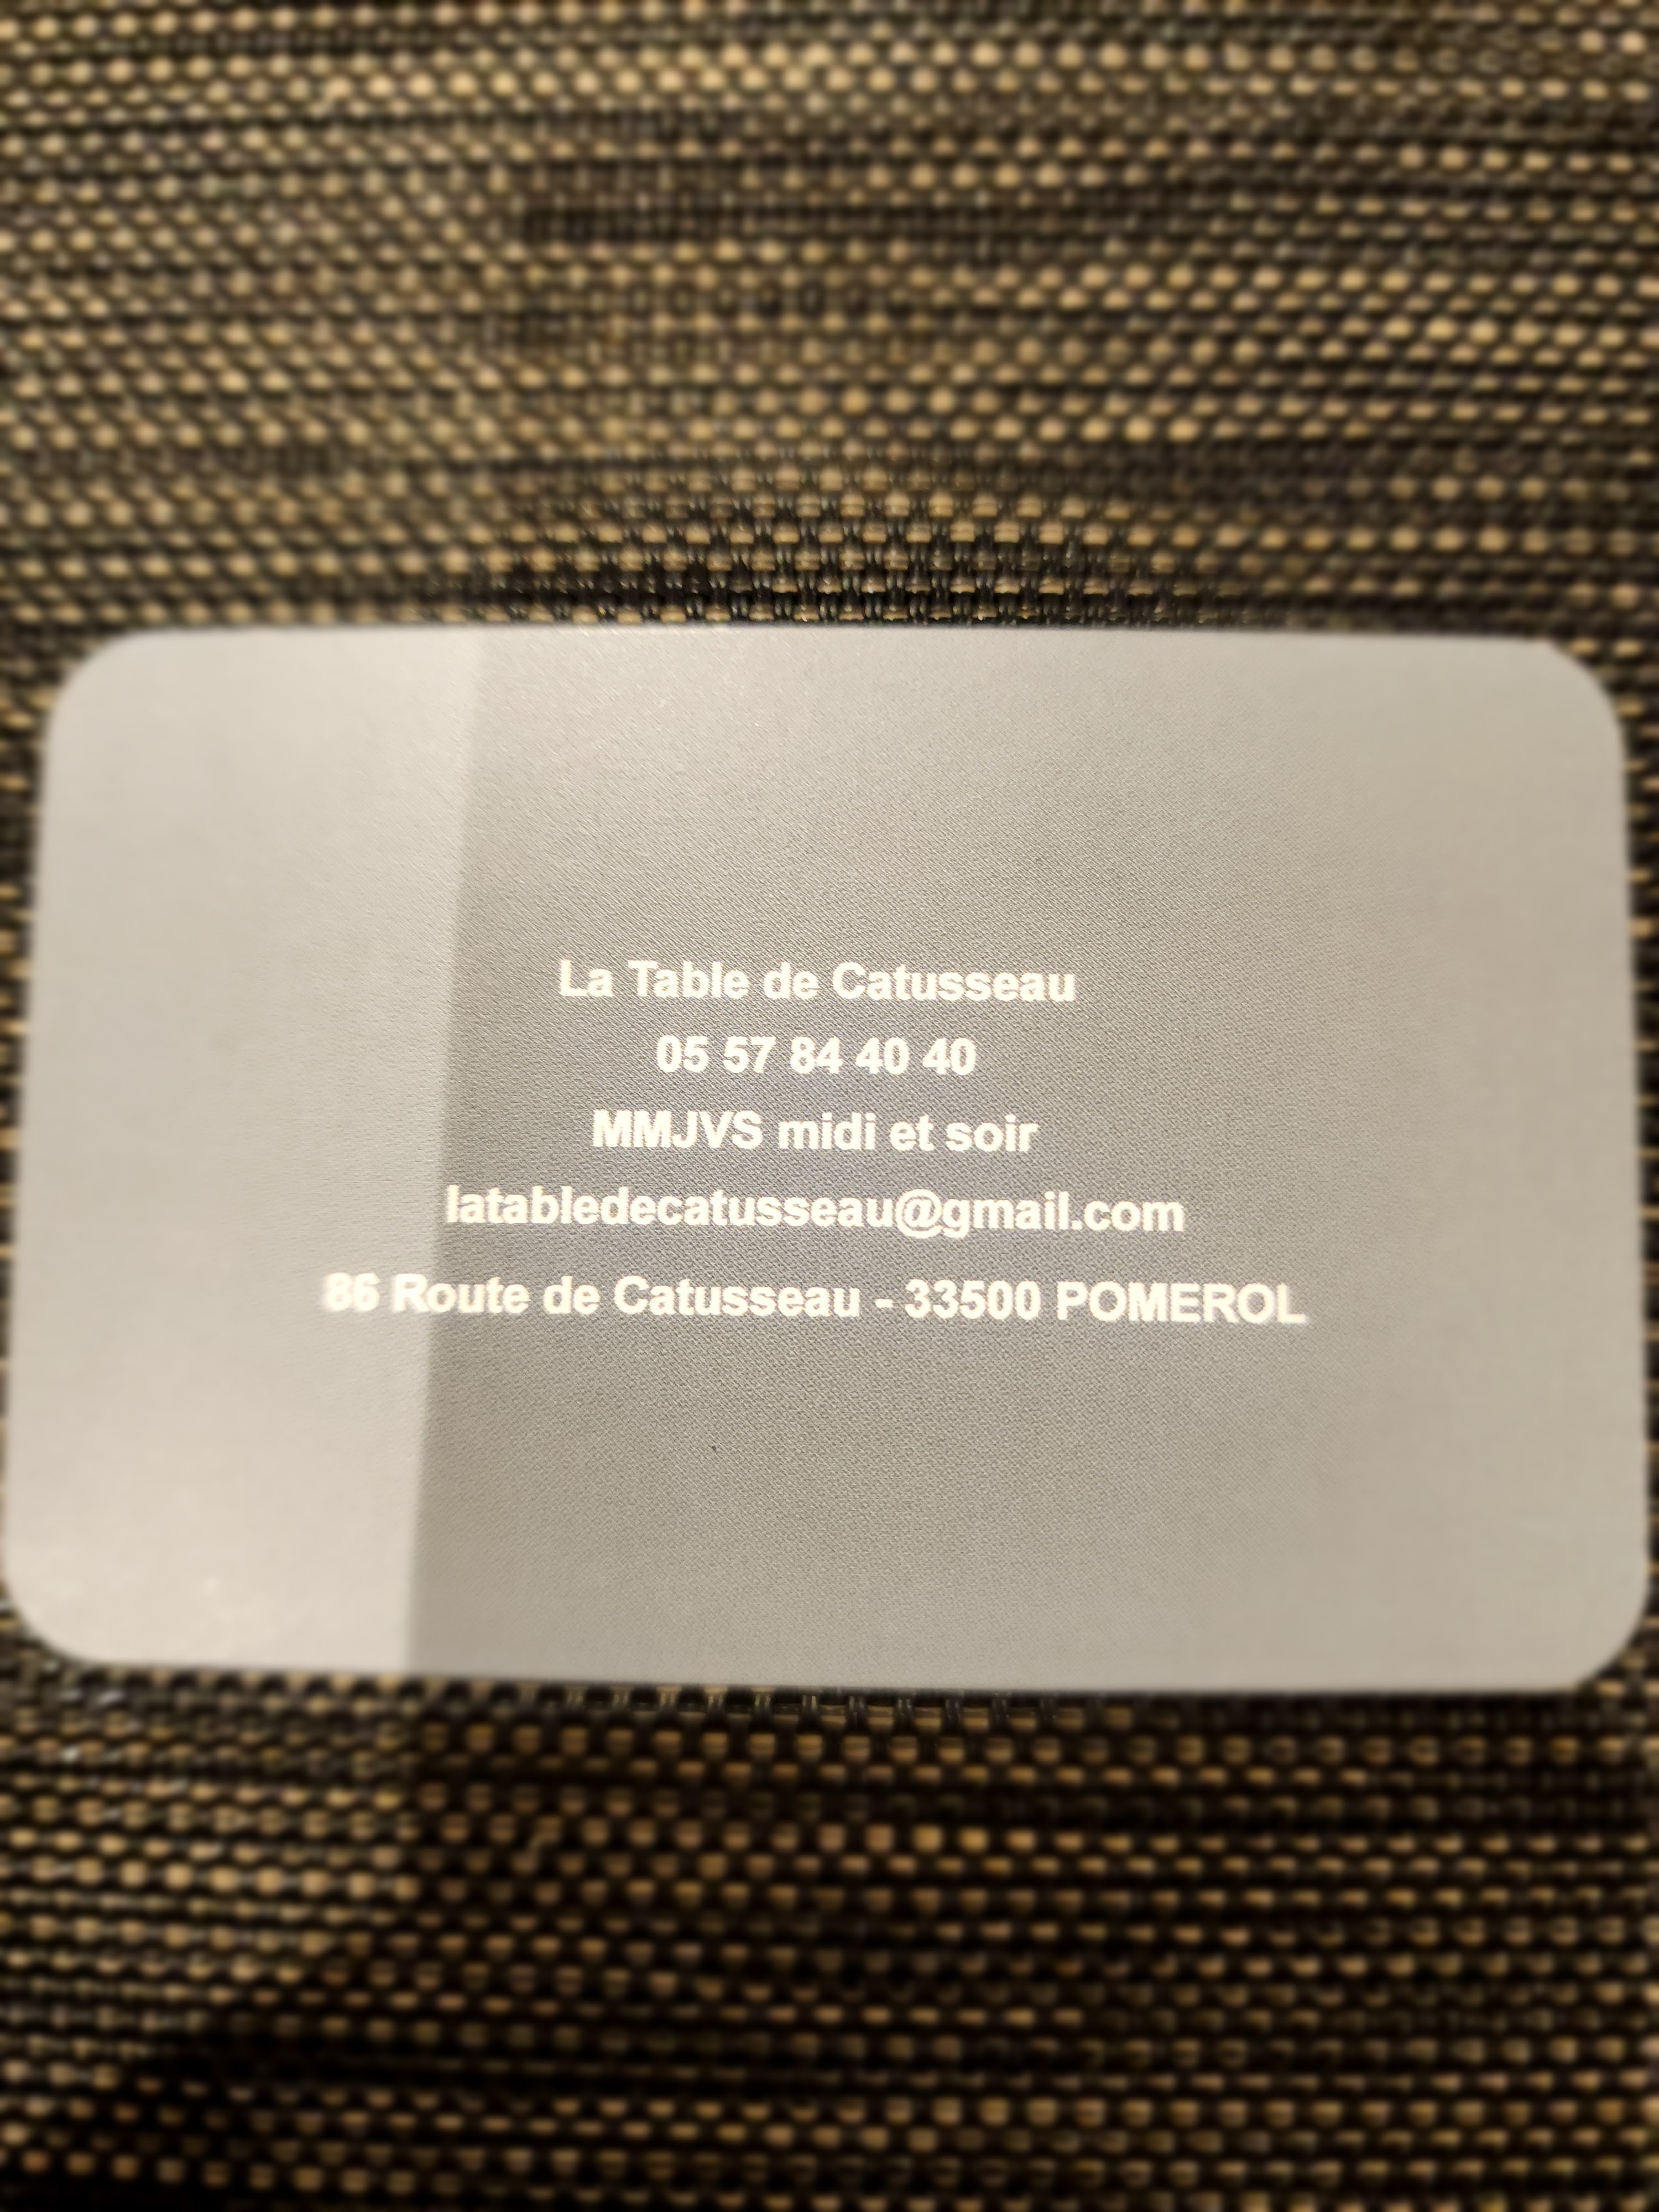 La Table de Catusseau
05 57 84 40 40
MMJVS midi et soir
latabledecatusseau@gmail.com
86 Route de Catusseau - 33500 POMEROL